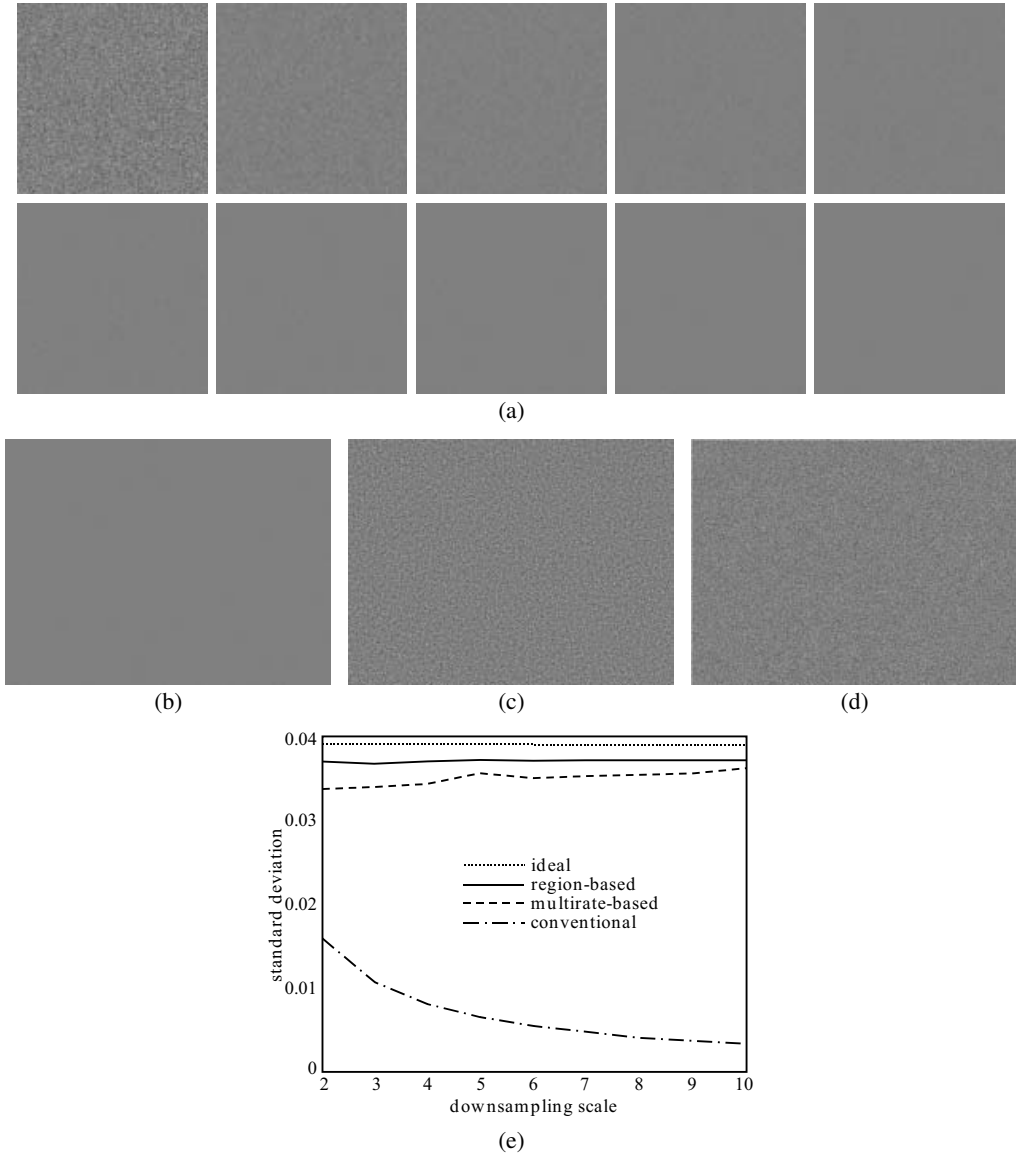 (a)
(b)
(c)
(d)
0.04
0.03
0.02
0.01
0
standard deviation
ideal
region-based
multirate-based
conventional
2 3 4 5 6 7 8 9 10
downsampling scale
(e)